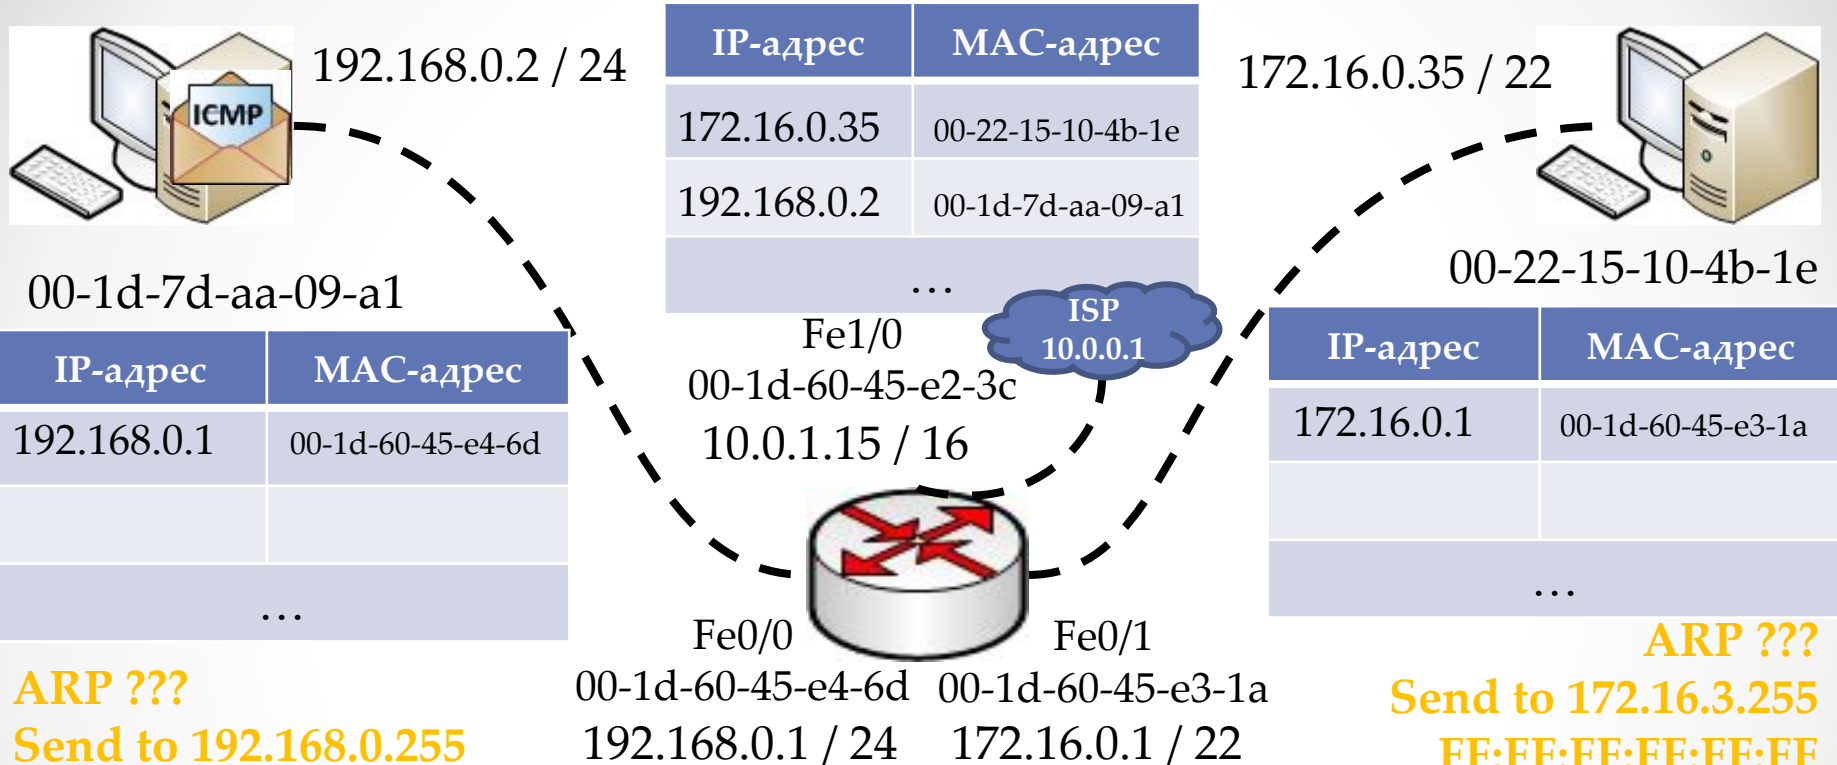 192.168.0.2 / 24
ICMP
00-1d-7d-aa-09-a1
IP-адрес MAC-адрес
192.168.0.1 00-1d-60-45-e4-6d
...
ARP ???
Send to 192.168.0.255
IP-адрес MAC-адрес
172.16.0.35 00-22-15-10-4b-1e
192.168.0.2 00-1d-7d-aa-09-a1
...
ISP
10.0.0.1
Fe1/0
00-1d-60-45-e2-3c
10.0.1.15 / 16
Fe0/0
00-1d-60-45-e4-6d
192.168.0.1 / 24
Fe0/1
00-1d-60-45-e3-1a
172.16.0.1 / 22
172.16.0.35 / 22
00-22-15-10-4b-1e
IP-адрес MAC-адрес
172.16.0.1 00-1d-60-45-e3-1a
...
ARP ???
Send to 172.16.3.255
FF:FF:FF:FF:FF:FF